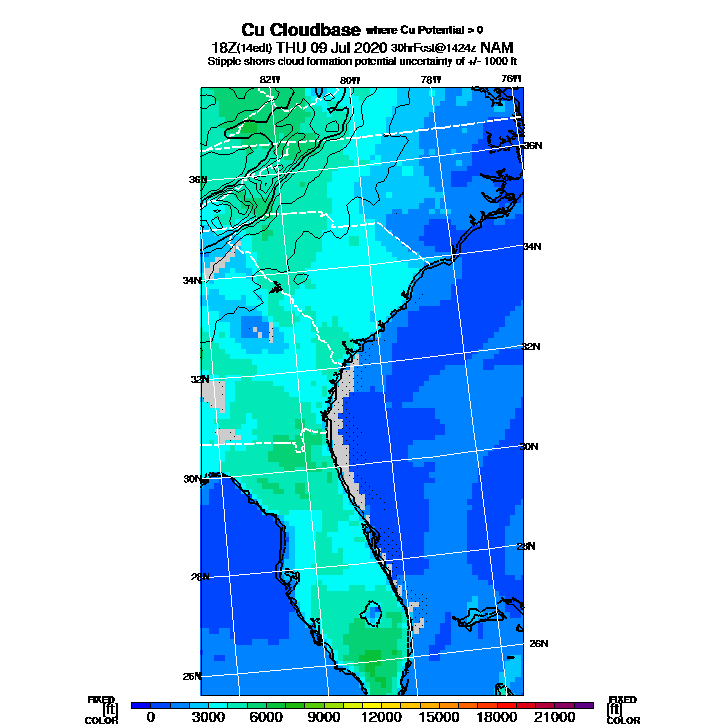 Cu Cloudbase where Cu Potential > 0
18Z(14edt) THU 09 Jul 2020 30hrFcst@1424z NAM
Stipple shows cloud formation potential uncertainty of +/- 1000 ft
82W 80W 78W 76W
36N 36N
34N 34N
32N 32N
30N 30N
28N 28N
26N 26N
FIXED FIXED
[ft] [ft]
COLOR COLOR
0 3000 6000 9000 12000 15000 18000 21000